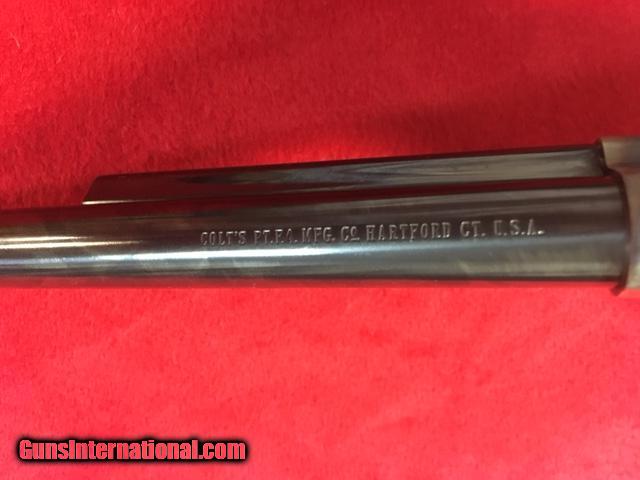 COLT'S PT. F.A. MFG. Co. HARTFORD CT. U.S.A.
GunsInternational.com